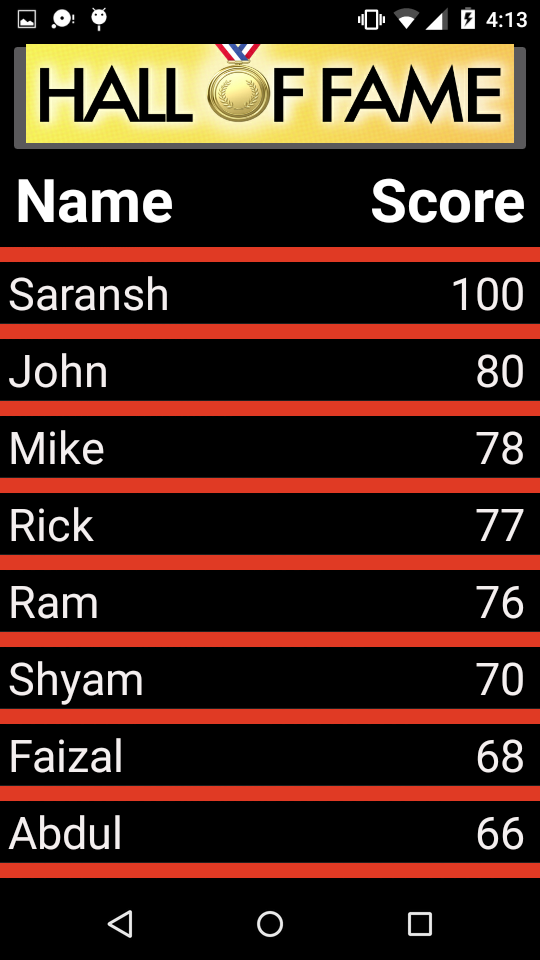 4:13
HALL OF FAME
Name Score
Saransh 100
John 80
Mike 78
Rick 77
Ram 76
Shyam 70
Faizal 68
Abdul 66